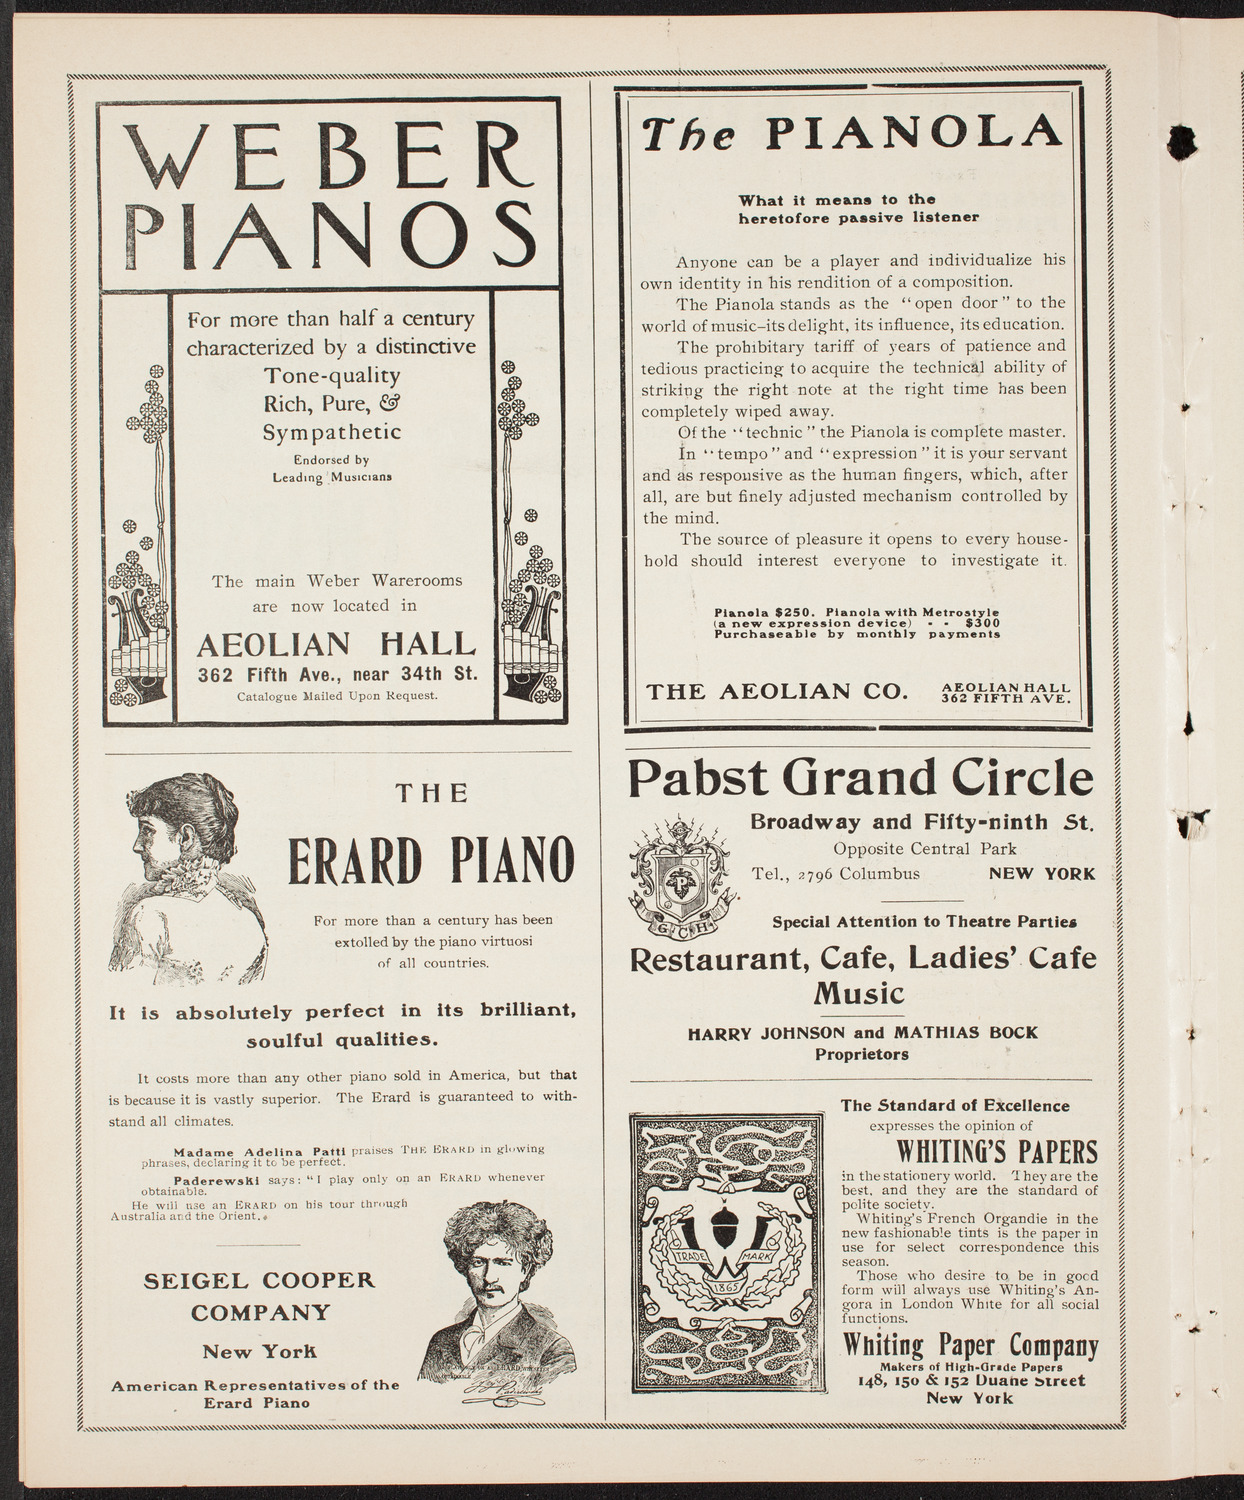 WEBER
PIANOS
For more than half a century
characterized by a distinctive
Tone-quality
Rich, Pure, &
Sympathetic
Endorsed by
Leading Musicians
The main Weber Warerooms
are now located in
AEOLIAN HALL
362 Fifth Ave., near 34th St.
Catalogue Mailed Upon Request.
THE
ERARD PIANO
For more than a century has been
extolled by the piano virtuosi
of all countries.
It is absolutely perfect in its brilliant,
soulful qualities.
It costs more than any other piano sold in America, but that
is because it is vastly superior. The Erard is guaranteed to with-
stand all climates.
Madame Adelina Patti praises THE ERARD in glowing
phrases, declaring it to be perfect.
Paderewski says: "I play only on an ERARD whenever
obtainable.
He will use an ERARD on his tour through
Australia and the Orient.
SEIGEL COOPER
COMPANY
New York
American Representatives of the
Erard Piano
The PIANOLA
What it means to the
heretofore passive listener
Anyone can be a player and individualize his
own identity in his rendition of a composition.
The Pianola stands as the "open door" to the
world of music—its delight, its influence, its education.
The prohibitary tariff of years of patience and
tedious practicing to acquire the technical ability of
striking the right note at the right time has been
completely wiped away.
Of the "technic" the Pianola is complete master.
In "tempo" and "expression" it is your servant
and as responsive as the human fingers, which, after
all, are but finely adjusted mechanism controlled by
the mind.
The source of pleasure it opens to every house-
hold should interest everyone to investigate it.
Pianola $250. Pianola with Metrostyle
(a new expression device) - - $300
Purchaseable by monthly payments
THE AEOLIAN CO. AEOLIAN HALL
362 FIFTH AVE.
Pabst Grand Circle
Broadway and Fifty-ninth St.
Opposite Central Park
Tel., 2796 Columbus NEW YORK
P
G C H
Special Attention to Theatre Parties
Restaurant, Cafe, Ladies' Cafe
Music
HARRY JOHNSON and MATHIAS BOCK
Proprietors
TRADE MARK
1865
The Standard of Excellence
expresses the opinion of
WHITING'S PAPERS
in the stationery world. They are the
best, and they are the standard of
polite society.
Whiting's French Organdie in the
new fashionable tints is the paper in
use for select correspondence this
season.
Those who desire to be in good
form will always use Whiting's An-
gora in London White for all social
functions.
Whiting Paper Company
Makers of High-Grade Papers
148, 150 & 152 Duane Street
New York